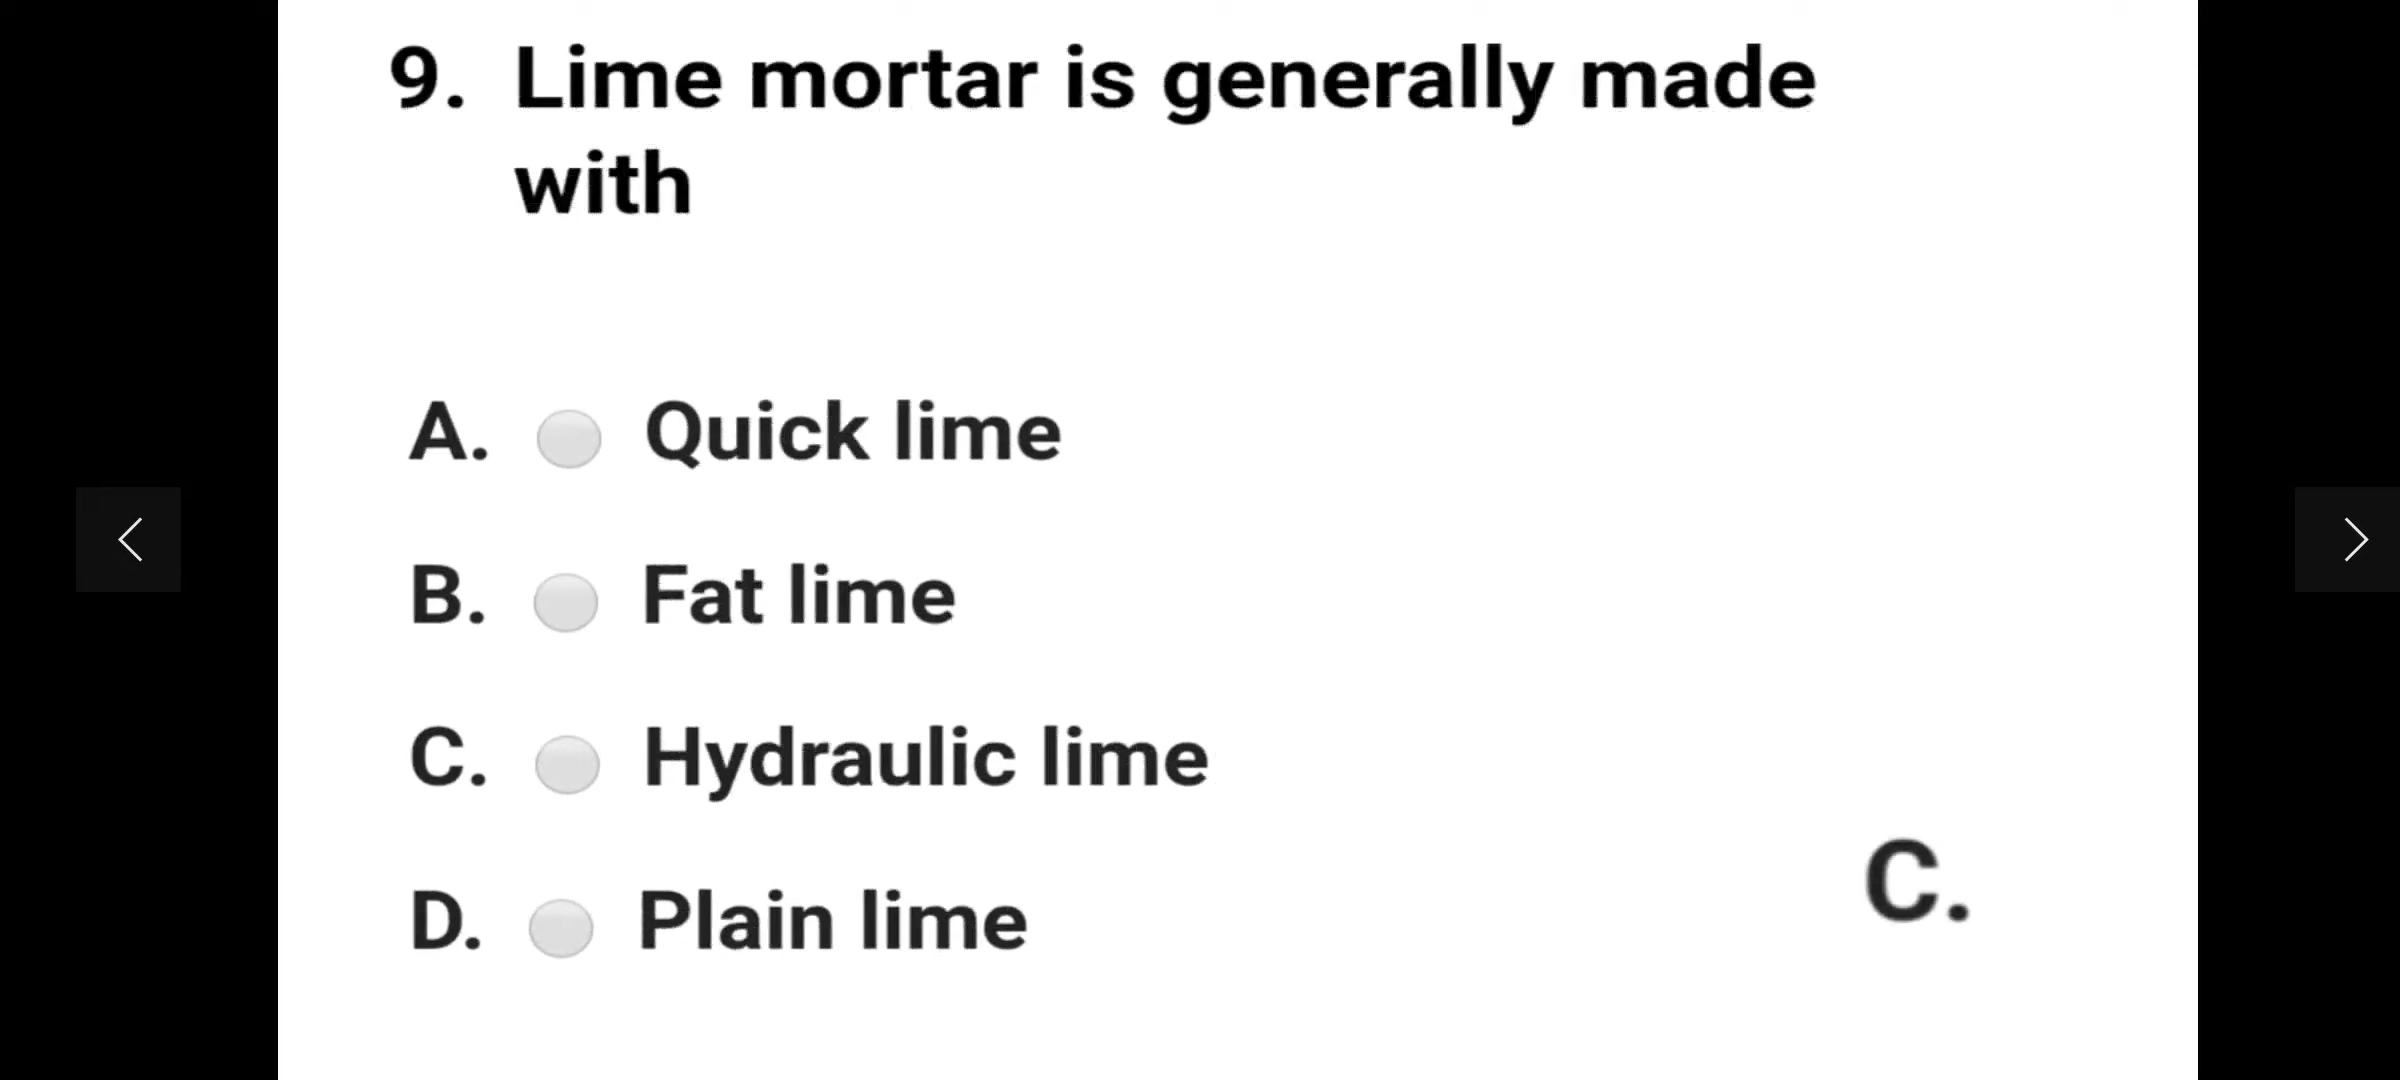 9. Lime mortar is generally made
with
A. Quick lime
B. Fat lime
C. Hydraulic lime
D. Plain lime
C.